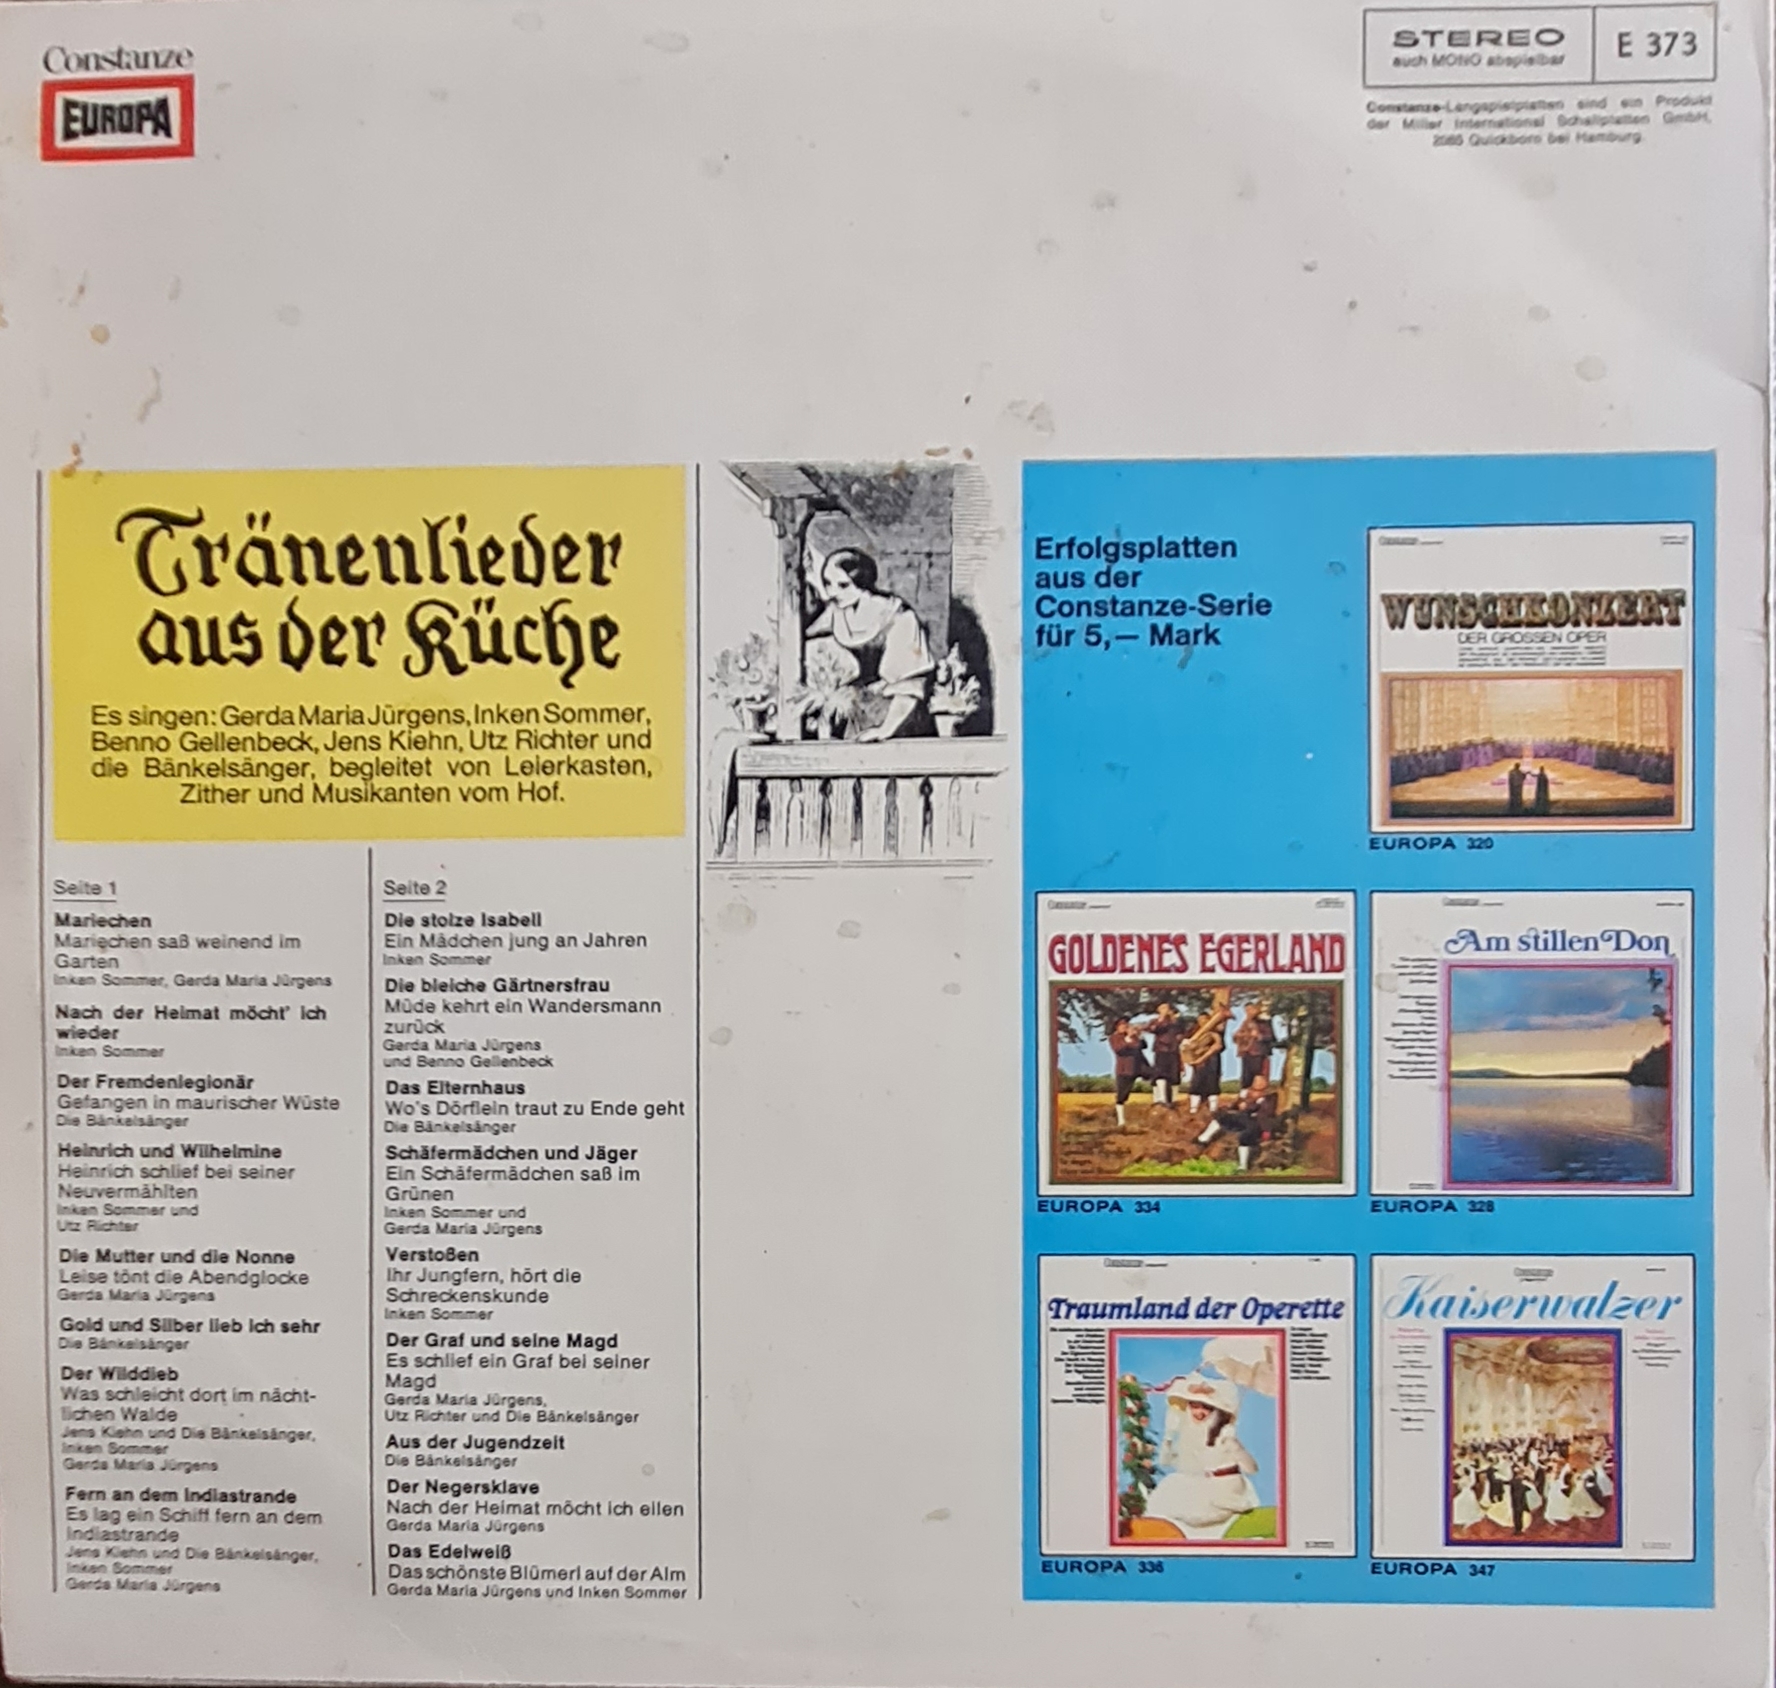 Constanze
EUROPA
STEREO
auch MONO abspielbar
E 373
Constanze-Langspielplatten sind ein Produkt
der Miller International Schallplatten GmbH,
2085 Quickborn bei Hamburg.
Tränenlieder
aus der Küche
Es singen: Gerda Maria Jürgens, Inken Sommer,
Benno Gellenbeck, Jens Kiehn, Utz Richter und
die Bänkelsänger, begleitet von Leierkasten,
Zither und Musikanten vom Hof.
Seite 1
Mariechen
Mariechen saß weinend im
Garten
Inken Sommer, Gerda Maria Jürgens
Nach der Heimat möcht' ich
wieder
Inken Sommer
Der Fremdenlegionär
Gefangen in maurischer Wüste
Die Bänkelsänger
Heinrich und Wilhelmine
Heinrich schlief bei seiner
Neuvermählten
Inken Sommer und
Utz Richter
Die Mutter und die Nonne
Leise tönt die Abendglocke
Gerda Maria Jürgens
Gold und Silber lieb ich sehr
Die Bänkelsänger
Der Wilddieb
Was schleicht dort im nächt-
lichen Walde
Jens Kiehn und Die Bänkelsänger,
Inken Sommer
Gerda Maria Jürgens
Fern an dem Indiastrande
Es lag ein Schiff fern an dem
Indiastrande
Jens Kiehn und Die Bänkelsänger,
Inken Sommer
Gerda Maria Jürgens
Seite 2
Die stolze Isabell
Ein Mädchen jung an Jahren
Inken Sommer
Die bleiche Gärtnersfrau
Müde kehrt ein Wandersmann
zurück
Gerda Maria Jürgens
und Benno Gellenbeck
Das Elternhaus
Wo's Dörflein traut zu Ende geht
Die Bänkelsänger
Schäfermädchen und Jäger
Ein Schäfermädchen saß im
Grünen
Inken Sommer und
Gerda Maria Jürgens
Verstoßen
Ihr Jungfern, hört die
Schreckenskunde
Inken Sommer
Der Graf und seine Magd
Es schlief ein Graf bei seiner
Magd
Gerda Maria Jürgens,
Utz Richter und Die Bänkelsänger
Aus der Jugendzeit
Die Bänkelsänger
Der Negersklave
Nach der Heimat möcht ich eilen
Gerda Maria Jürgens
Das Edelweiß
Das schönste Blümerl auf der Alm
Gerda Maria Jürgens und Inken Sommer
Erfolgsplatten
aus der
Constanze-Serie
für 5,— Mark
Constanze
WUNSCHKONZERT
DER GROSSEN OPER
EUROPA 320
Constanze
GOLDENES EGERLAND
EUROPA 334
Constanze
Am stillen Don
EUROPA 328
Constanze
Traumland der Operette
EUROPA 336
Constanze
Kaiserwalzer
EUROPA 347